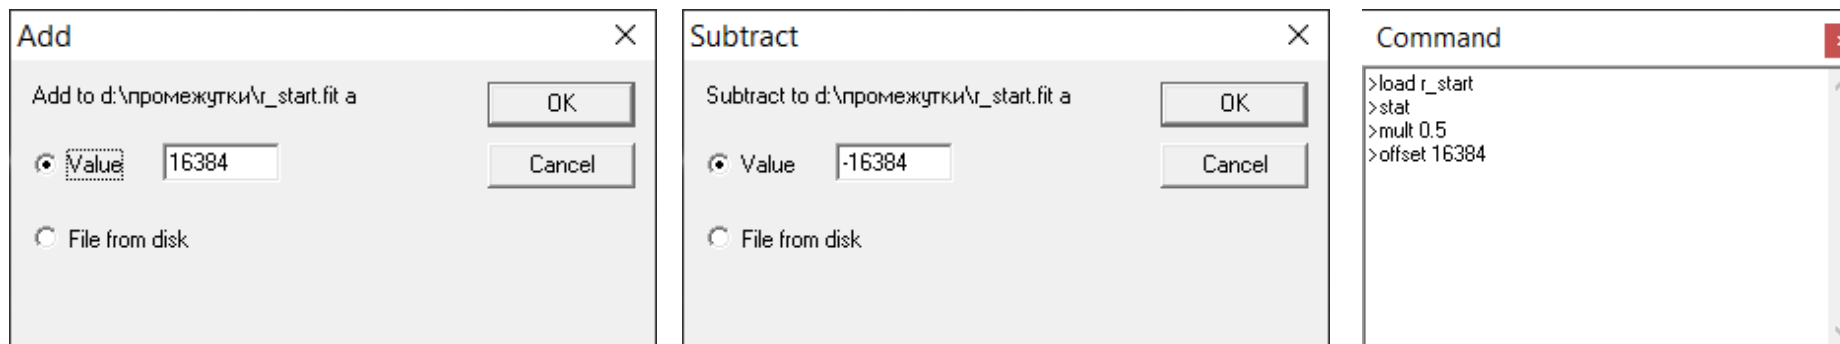 Add
Add to d:\промежутки\r_start.fit a
OK
Value
16384
Cancel
File from disk
Subtract
Subtract to d:\промежутки\r_start.fit a
OK
Value
-16384
Cancel
File from disk
Command
>load r_start
>stat
>mult 0.5
>offset 16384